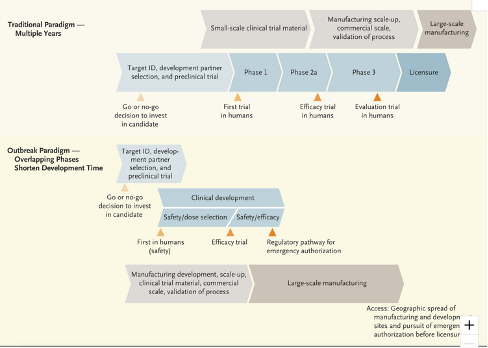 Traditional Paradigm —
Multiple Years
Small-scale clinical trial material
Manufacturing scale-up,
commercial scale,
validation of process
Large-scale
manufacturing
Target ID, development partner
selection, and preclinical trial
Phase 1
Phase 2a
Phase 3
Licensure
Go or no-go
decision to invest
in candidate
First trial
in humans
Efficacy trial
in humans
Evaluation trial
in humans
Outbreak Paradigm —
Overlapping Phases
Shorten Development Time
Target ID, develop-
ment partner
selection, and
preclinical trial
Go or no-go
decision to invest
in candidate
Clinical development
Safety/dose selection
Safety/efficacy
First in humans
(safety)
Efficacy trial
Regulatory pathway for
emergency authorization
Manufacturing development, scale-up,
clinical trial material, commercial
scale, validation of process
Large-scale manufacturing
Access: Geographic spread of
manufacturing and developm
sites and pursuit of emergen
authorization before licensur